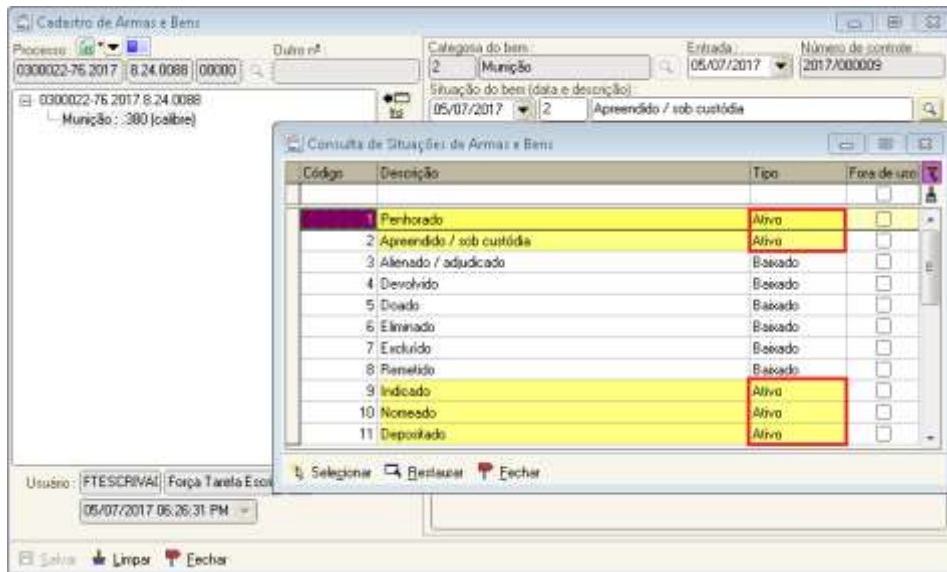 Cadastro de Armas e Bens
Processo :
Outro nº
Categoria do bem :
Entrada :
Número de controle :
0300022-76.2017
8.24.0088
00000
2
Munição
05/07/2017
2017/000009
Situação do bem (data e descrição) :
05/07/2017
2
Apreendido / sob custódia
0300022-76.2017.8.24.0088
Munição : .380 (calibre)
Consulta de Situações de Armas e Bens
Código Descrição Tipo Fora de uso
1 Penhorado Ativo
2 Apreendido / sob custódia Ativo
3 Alienado / adjudicado Baixado
4 Devolvido Baixado
5 Doado Baixado
6 Eliminado Baixado
7 Excluído Baixado
8 Remetido Baixado
9 Indicado Ativo
10 Nomeado Ativo
11 Depositado Ativo
Selecionar Restaurar Fechar
Usuário : FTESCRIVAI Força Tarefa
05/07/2017 06:26:31 PM
Salvar Limpar Fechar